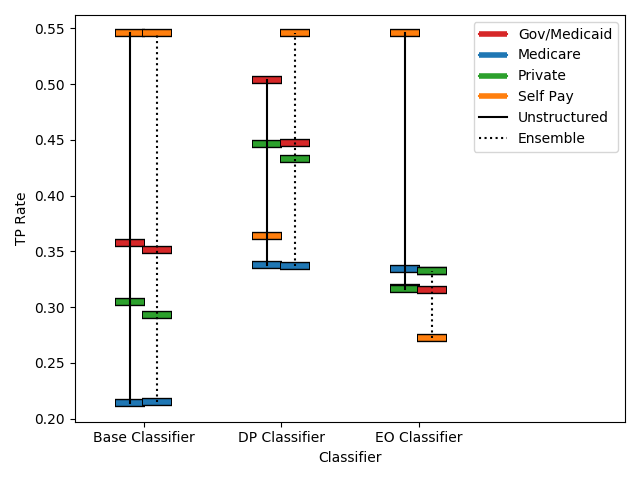 0.55
0.50
0.45
0.40
0.35
0.30
0.25
0.20
TP Rate
Gov/Medicaid
Medicare
Private
Self Pay
Unstructured
Ensemble
Base Classifier
DP Classifier
EO Classifier
Classifier